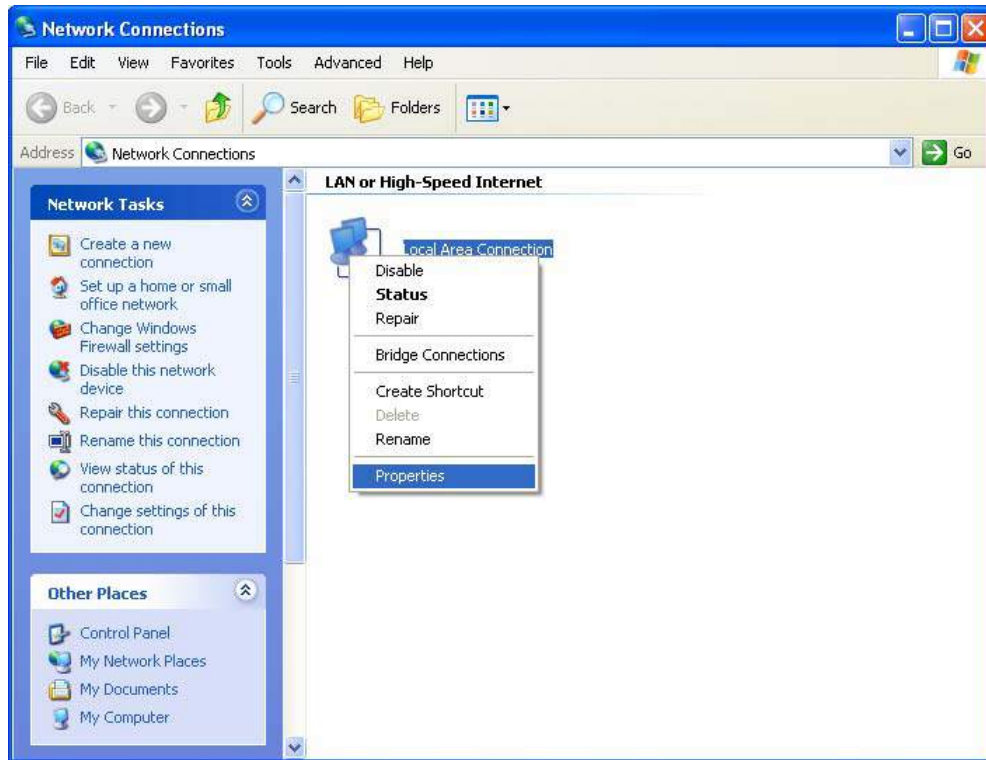 Network Connections
File Edit View Favorites Tools Advanced Help
Back Search Folders
Address Network Connections Go
Network Tasks
Create a new
connection
Set up a home or small
office network
Change Windows
Firewall settings
Disable this network
device
Repair this connection
Rename this connection
View status of this
connection
Change settings of this
connection
Other Places
Control Panel
My Network Places
My Documents
My Computer
LAN or High-Speed Internet
Local Area Connection
Disable
Status
Repair
Bridge Connections
Create Shortcut
Delete
Rename
Properties